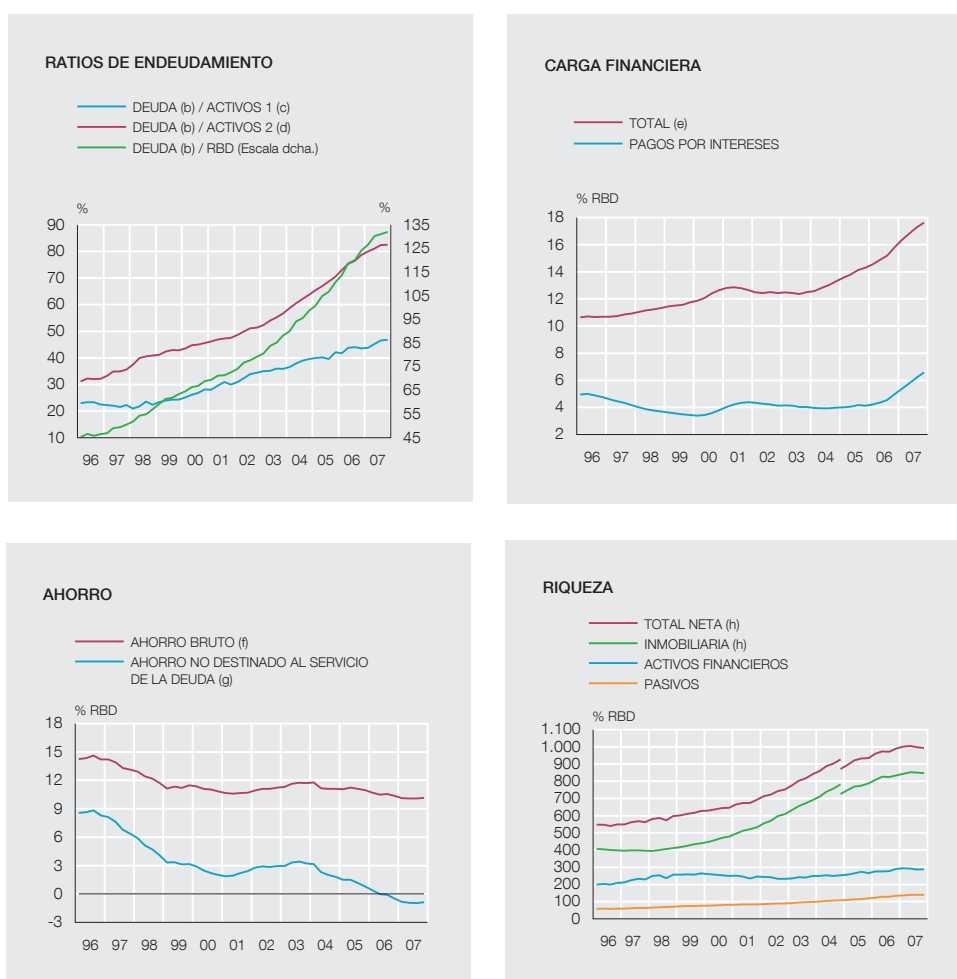 RATIOS DE ENDEUDAMIENTO
DEUDA (b) / ACTIVOS 1 (c)
DEUDA (b) / ACTIVOS 2 (d)
DEUDA (b) / RBD (Escala dcha.)
% %
90 135
80 125
70 115
60 105
50 95
40 85
30 75
20 65
10 55
45
96 97 98 99 00 01 02 03 04 05 06 07
CARGA FINANCIERA
TOTAL (e)
PAGOS POR INTERESES
% RBD
18
16
14
12
10
8
6
4
2
96 97 98 99 00 01 02 03 04 05 06 07
AHORRO
AHORRO BRUTO (f)
AHORRO NO DESTINADO AL SERVICIO
DE LA DEUDA (g)
% RBD
18
15
12
9
6
3
0
-3
96 97 98 99 00 01 02 03 04 05 06 07
RIQUEZA
TOTAL NETA (h)
INMOBILIARIA (h)
ACTIVOS FINANCIEROS
PASIVOS
% RBD
1.100
1.000
900
800
700
600
500
400
300
200
100
0
96 97 98 99 00 01 02 03 04 05 06 07